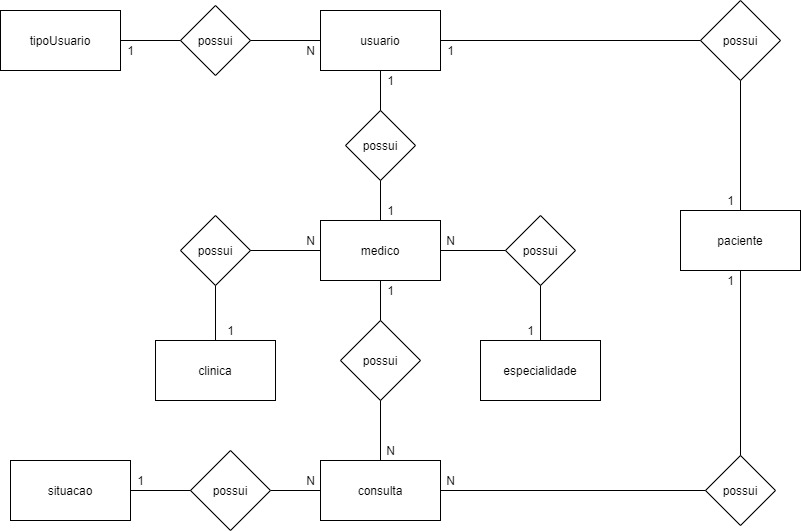 tipoUsuario
1
possui
N
usuario
1
possui
1
possui
1
1
paciente
1
possui
N
medico
N
possui
1
1
clinica
1
especialidade
possui
N
situacao
1
possui
N
consulta
N
possui